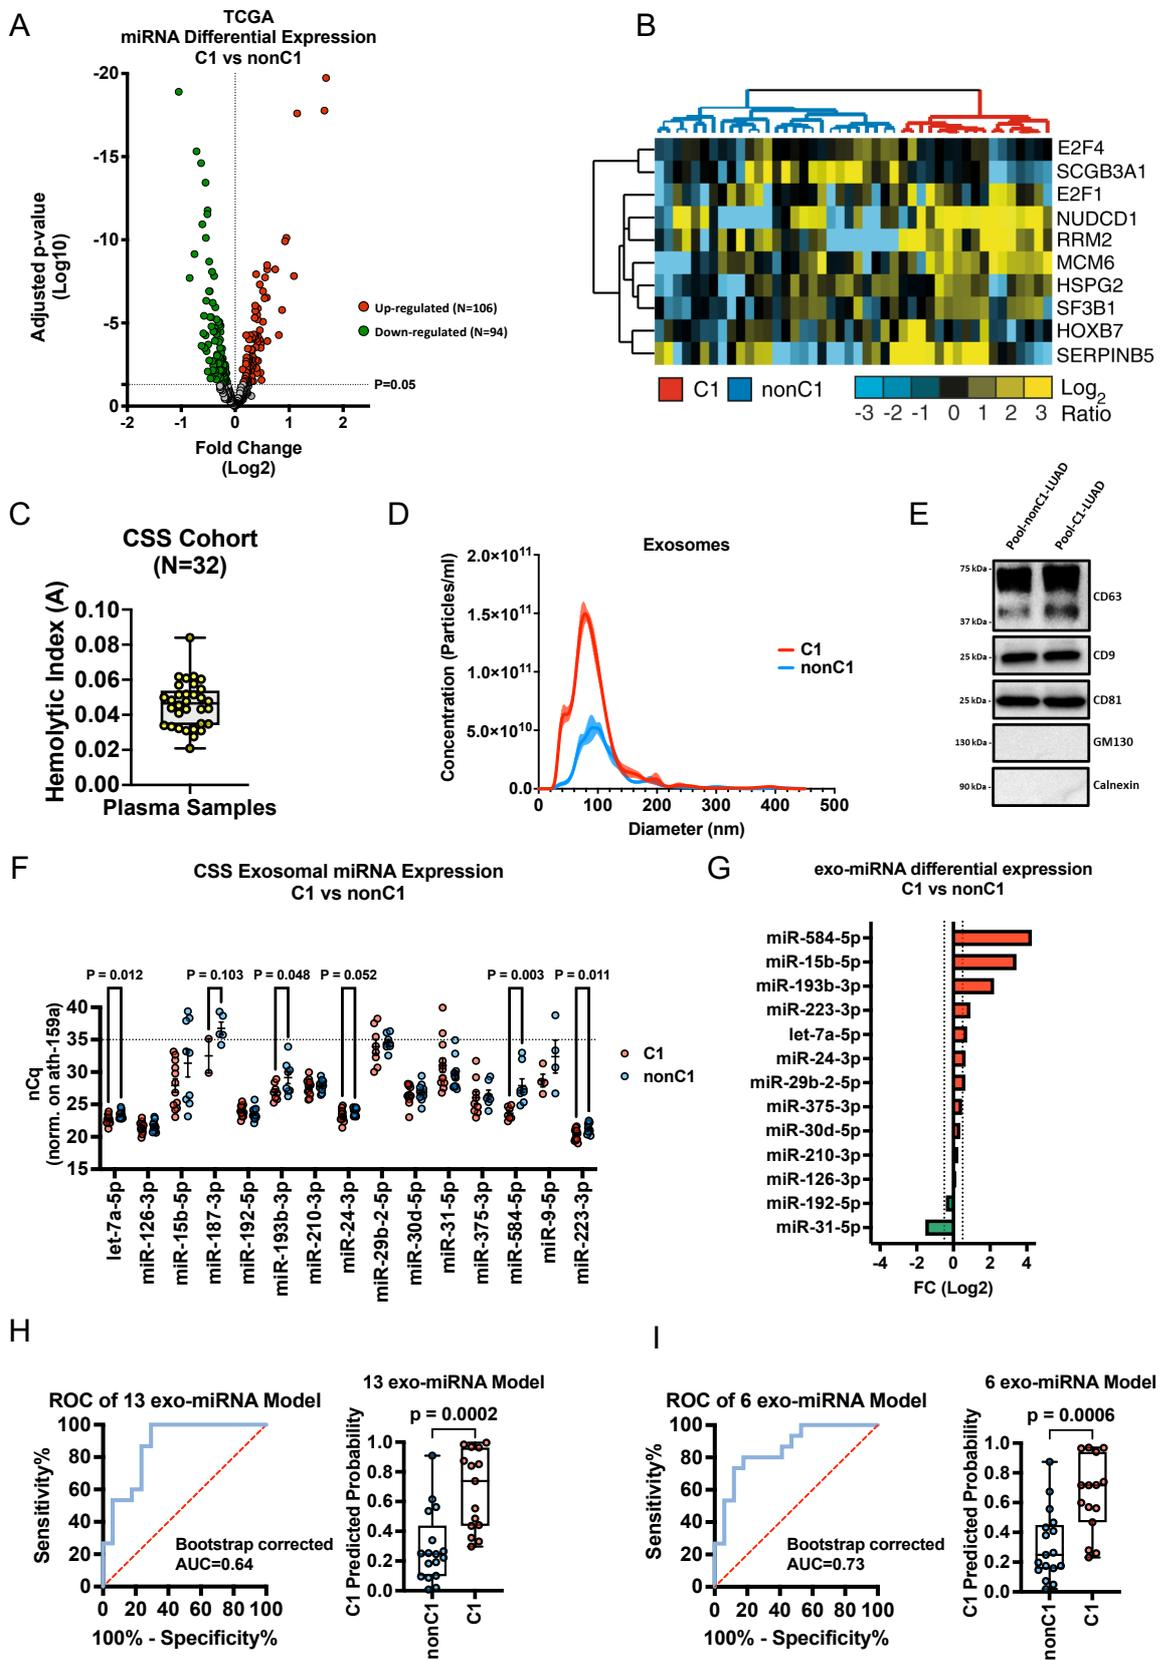 A
TCGA
miRNA Differential Expression
C1 vs nonC1
Adjusted p-value
(Log10)
-20
-15
-10
-5
0
Up-regulated (N=106)
Down-regulated (N=94)
P=0.05
-2 -1 0 1 2
Fold Change
(Log2)
B
E2F4
SCGB3A1
E2F1
NUDCD1
RRM2
MCM6
HSPG2
SF3B1
HOXB7
SERPINB5
C1 nonC1
Log2
-3 -2 -1 0 1 2 3 Ratio
C
CSS Cohort
(N=32)
Hemolytic Index (A)
0.10
0.08
0.06
0.04
0.02
0.00
Plasma Samples
D
Exosomes
Concentration (Particles/ml)
2.0×10^11
1.5×10^11
1.0×10^11
5.0×10^10
0.0
C1
nonC1
0 100 200 300 400 500
Diameter (nm)
E
Pool-nonC1-LUAD
Pool-C1-LUAD
75 kDa
37 kDa
CD63
25 kDa
CD9
25 kDa
CD81
130 kDa
GM130
90 kDa
Calnexin
F
CSS Exosomal miRNA Expression
C1 vs nonC1
P = 0.012 P = 0.103 P = 0.048 P = 0.052 P = 0.003 P = 0.011
nCq
(norm. on ath-159a)
40
35
30
25
20
15
C1
nonC1
let-7a-5p
miR-126-3p
miR-15b-5p
miR-187-3p
miR-192-5p
miR-193b-3p
miR-210-3p
miR-24-3p
miR-29b-2-5p
miR-30d-5p
miR-31-5p
miR-375-3p
miR-584-5p
miR-9-5p
miR-223-3p
G
exo-miRNA differential expression
C1 vs nonC1
miR-584-5p
miR-15b-5p
miR-193b-3p
miR-223-3p
let-7a-5p
miR-24-3p
miR-29b-2-5p
miR-375-3p
miR-30d-5p
miR-210-3p
miR-126-3p
miR-192-5p
miR-31-5p
-4 -2 0 2 4
FC (Log2)
H
ROC of 13 exo-miRNA Model
Sensitivity%
100
80
60
40
20
0
Bootstrap corrected
AUC=0.64
0 20 40 60 80 100
100% - Specificity%
13 exo-miRNA Model
p = 0.0002
C1 Predicted Probability
1.0
0.8
0.6
0.4
0.2
0.0
nonC1
C1
I
ROC of 6 exo-miRNA Model
Sensitivity%
100
80
60
40
20
0
Bootstrap corrected
AUC=0.73
0 20 40 60 80 100
100% - Specificity%
6 exo-miRNA Model
p = 0.0006
C1 Predicted Probability
1.0
0.8
0.6
0.4
0.2
0.0
nonC1
C1